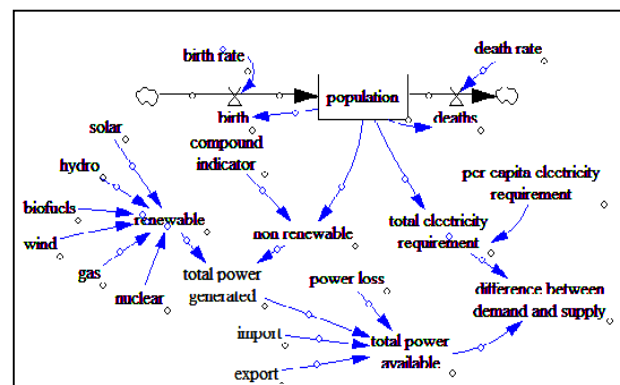 birth rate
death rate
population
birth
deaths
solar
compound
indicator
hydro
per capita electricity
requirement
biofuels
renewable
total electricity
requirement
wind
non renewable
gas
total power
generated
power loss
nuclear
difference between
demand and supply
import
total power
available
export